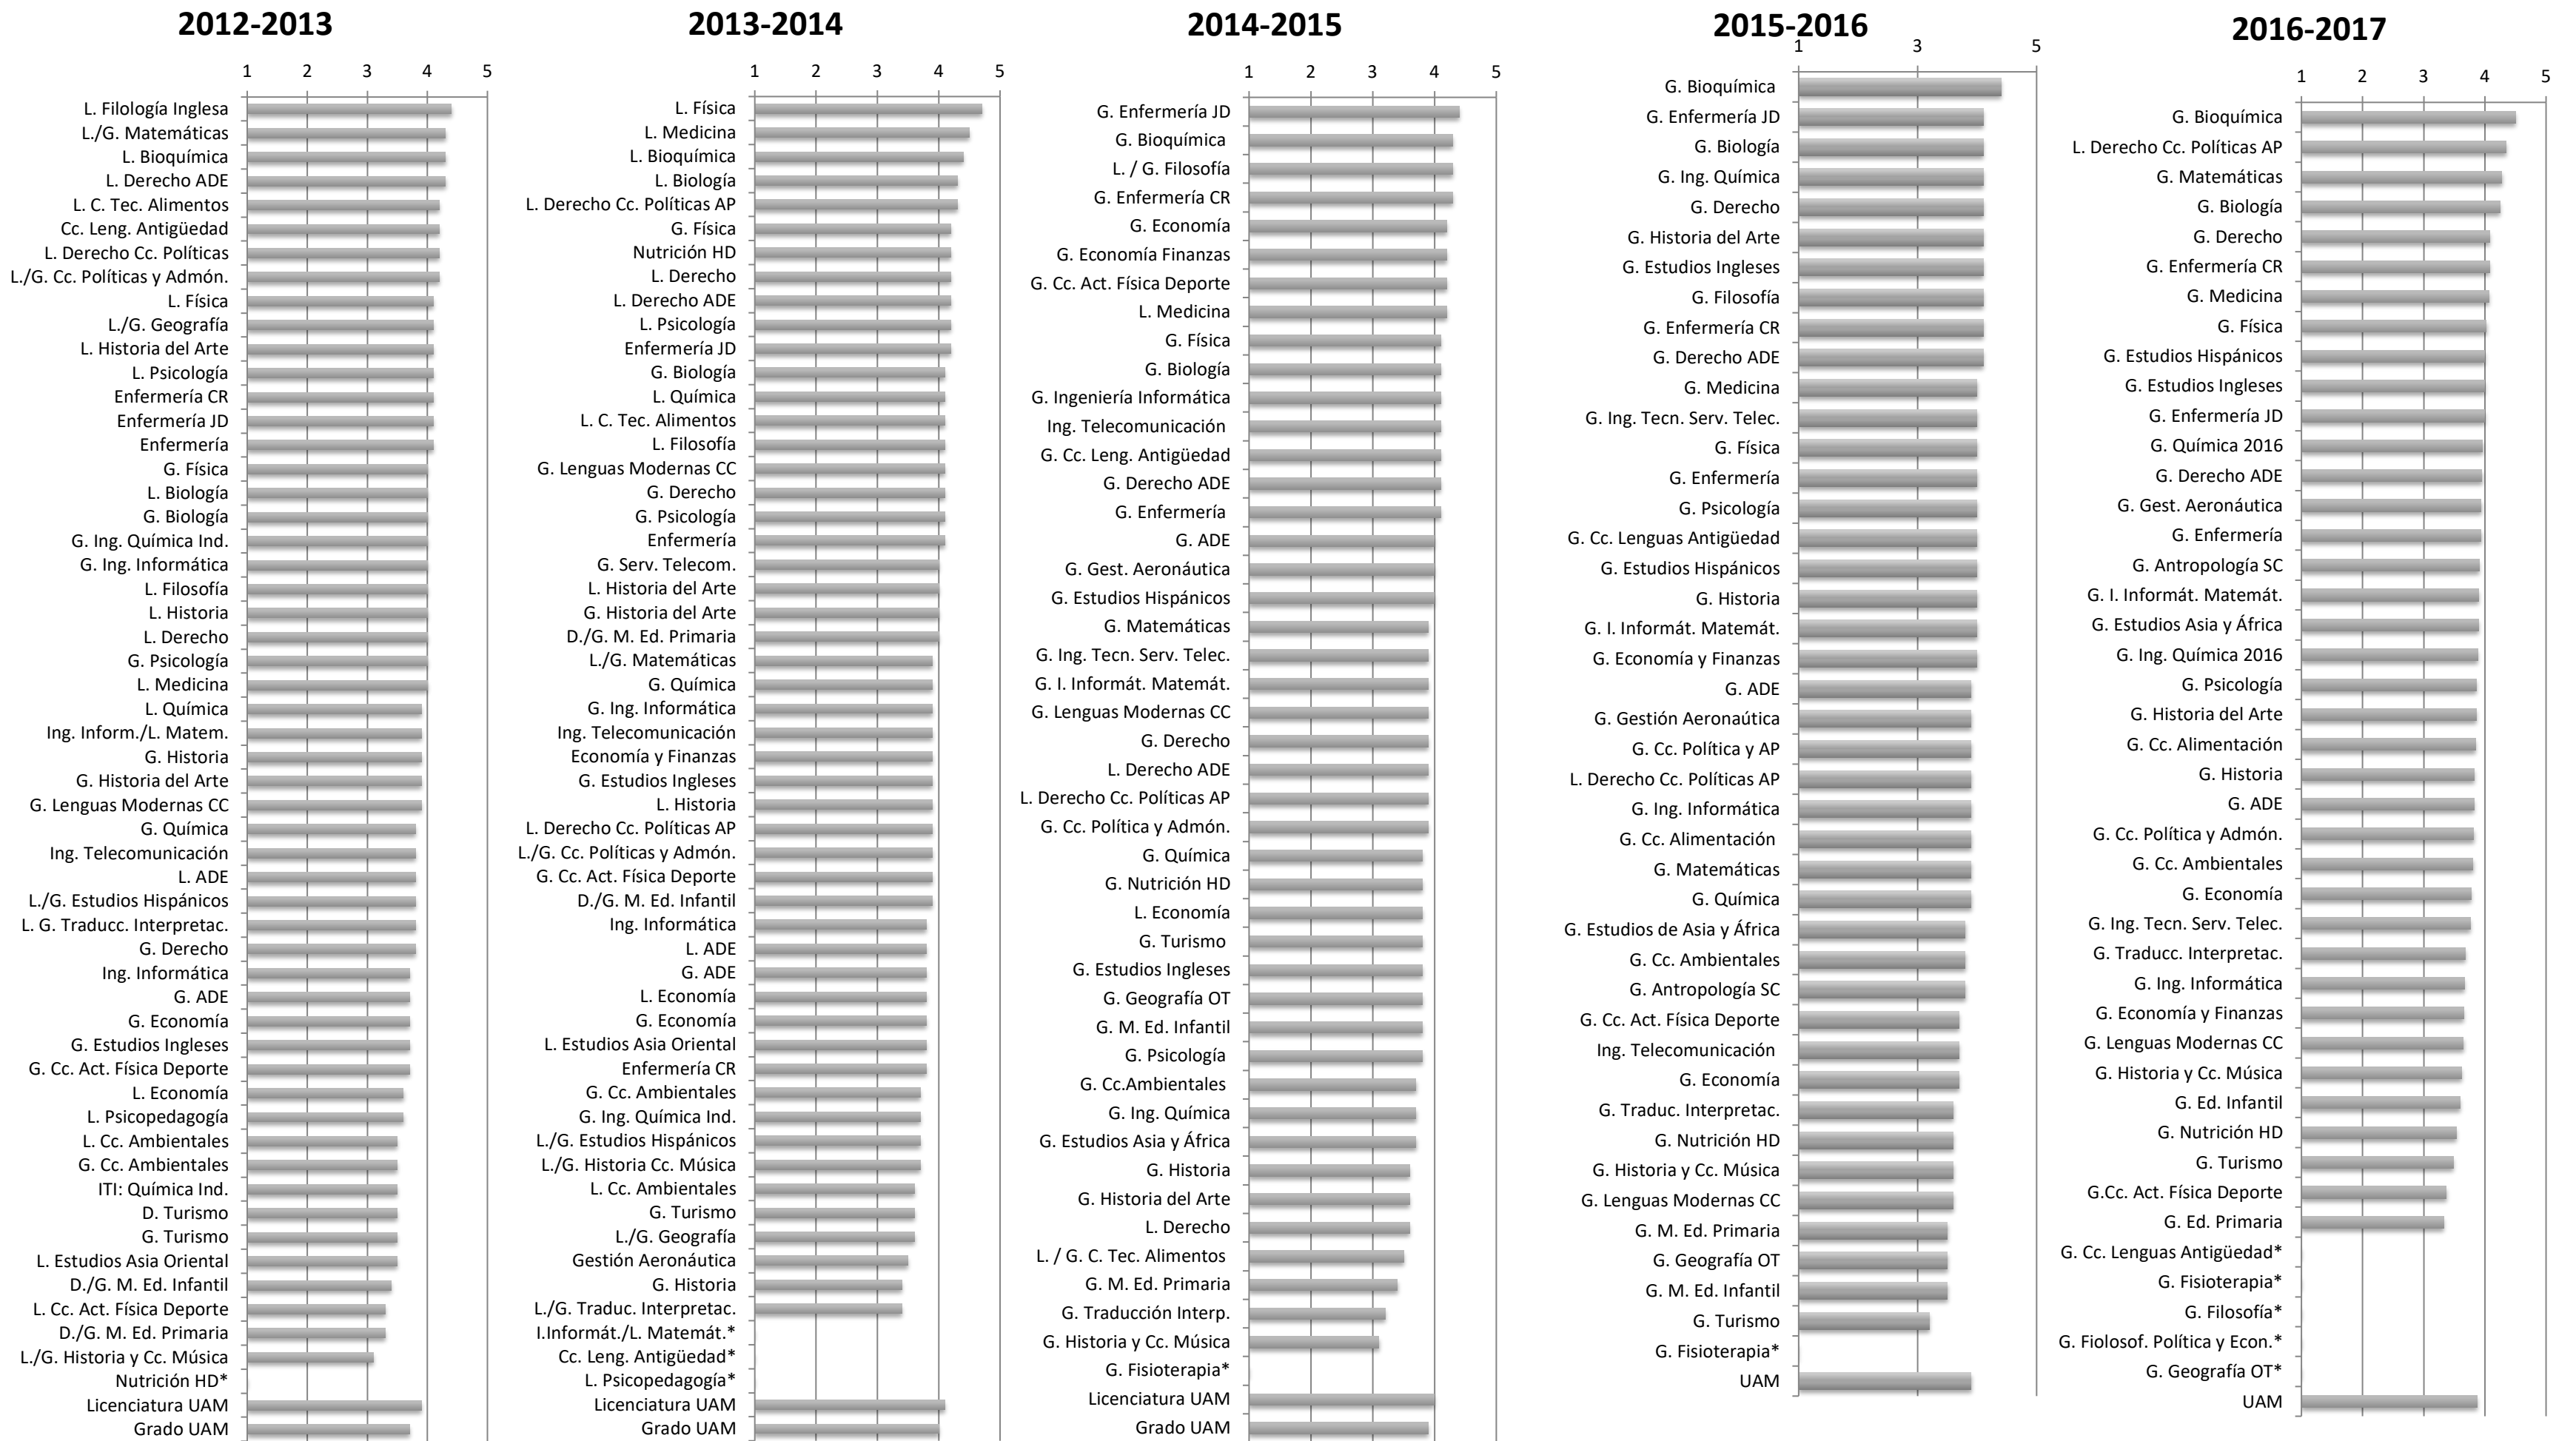 2012-2013
1 2 3 4 5
L. Filología Inglesa
L./G. Matemáticas
L. Bioquímica
L. Derecho ADE
L. C. Tec. Alimentos
Cc. Leng. Antigüedad
L. Derecho Cc. Políticas
L./G. Cc. Políticas y Admón.
L. Física
L./G. Geografía
L. Historia del Arte
L. Psicología
Enfermería CR
Enfermería JD
Enfermería
G. Física
L. Biología
G. Biología
G. Ing. Química Ind.
G. Ing. Informática
L. Filosofía
L. Historia
L. Derecho
G. Psicología
L. Medicina
L. Química
Ing. Inform./L. Matem.
G. Historia
G. Historia del Arte
G. Lenguas Modernas CC
G. Química
Ing. Telecomunicación
L. ADE
L./G. Estudios Hispánicos
L. G. Traducc. Interpretac.
G. Derecho
Ing. Informática
G. ADE
G. Economía
G. Estudios Ingleses
G. Cc. Act. Física Deporte
L. Economía
L. Psicopedagogía
L. Cc. Ambientales
G. Cc. Ambientales
ITI: Química Ind.
D. Turismo
G. Turismo
L. Estudios Asia Oriental
D./G. M. Ed. Infantil
L. Cc. Act. Física Deporte
D./G. M. Ed. Primaria
L./G. Historia y Cc. Música
Nutrición HD*
Licenciatura UAM
Grado UAM
2013-2014
1 2 3 4 5
L. Física
L. Medicina
L. Bioquímica
L. Biología
L. Derecho Cc. Políticas AP
G. Física
Nutrición HD
L. Derecho
L. Derecho ADE
L. Psicología
Enfermería JD
G. Biología
L. Química
L. C. Tec. Alimentos
L. Filosofía
G. Lenguas Modernas CC
G. Derecho
G. Psicología
Enfermería
G. Serv. Telecom.
L. Historia del Arte
G. Historia del Arte
D./G. M. Ed. Primaria
L./G. Matemáticas
G. Química
G. Ing. Informática
Ing. Telecomunicación
Economía y Finanzas
G. Estudios Ingleses
L. Historia
L. Derecho Cc. Políticas AP
L./G. Cc. Políticas y Admón.
G. Cc. Act. Física Deporte
D./G. M. Ed. Infantil
Ing. Informática
L. ADE
G. ADE
L. Economía
G. Economía
L. Estudios Asia Oriental
Enfermería CR
G. Cc. Ambientales
G. Ing. Química Ind.
L./G. Estudios Hispánicos
L./G. Historia Cc. Música
L. Cc. Ambientales
G. Turismo
L./G. Geografía
Gestión Aeronáutica
G. Historia
L./G. Traduc. Interpretac.
I.Informát./L. Matemát.*
Cc. Leng. Antigüedad*
L. Psicopedagogía*
Licenciatura UAM
Grado UAM
2014-2015
1 2 3 4 5
G. Enfermería JD
G. Bioquímica
L. / G. Filosofía
G. Enfermería CR
G. Economía
G. Economía Finanzas
G. Cc. Act. Física Deporte
L. Medicina
G. Física
G. Biología
G. Ingeniería Informática
Ing. Telecomunicación
G. Cc. Leng. Antigüedad
G. Derecho ADE
G. Enfermería
G. ADE
G. Gest. Aeronáutica
G. Estudios Hispánicos
G. Matemáticas
G. Ing. Tecn. Serv. Telec.
G. I. Informát. Matemát.
G. Lenguas Modernas CC
G. Derecho
L. Derecho ADE
L. Derecho Cc. Políticas AP
G. Cc. Política y Admón.
G. Química
G. Nutrición HD
L. Economía
G. Turismo
G. Estudios Ingleses
G. Geografía OT
G. M. Ed. Infantil
G. Psicología
G. Cc.Ambientales
G. Ing. Química
G. Estudios Asia y África
G. Historia
G. Historia del Arte
L. Derecho
L. / G. C. Tec. Alimentos
G. M. Ed. Primaria
G. Traducción Interp.
G. Historia y Cc. Música
G. Fisioterapia*
Licenciatura UAM
Grado UAM
2015-2016
1 3 5
G. Bioquímica
G. Enfermería JD
G. Biología
G. Ing. Química
G. Derecho
G. Historia del Arte
G. Estudios Ingleses
G. Filosofía
G. Enfermería CR
G. Derecho ADE
G. Medicina
G. Ing. Tecn. Serv. Telec.
G. Física
G. Enfermería
G. Psicología
G. Cc. Lenguas Antigüedad
G. Estudios Hispánicos
G. Historia
G. I. Informát. Matemát.
G. Economía y Finanzas
G. ADE
G. Gestión Aeronaútica
G. Cc. Política y AP
L. Derecho Cc. Políticas AP
G. Ing. Informática
G. Cc. Alimentación
G. Matemáticas
G. Química
G. Estudios de Asia y África
G. Cc. Ambientales
G. Antropología SC
G. Cc. Act. Física Deporte
Ing. Telecomunicación
G. Economía
G. Traduc. Interpretac.
G. Nutrición HD
G. Historia y Cc. Música
G. Lenguas Modernas CC
G. M. Ed. Primaria
G. Geografía OT
G. M. Ed. Infantil
G. Turismo
G. Fisioterapia*
UAM
2016-2017
1 2 3 4 5
G. Bioquímica
L. Derecho Cc. Políticas AP
G. Matemáticas
G. Biología
G. Derecho
G. Enfermería CR
G. Medicina
G. Física
G. Estudios Hispánicos
G. Estudios Ingleses
G. Enfermería JD
G. Química 2016
G. Derecho ADE
G. Gest. Aeronáutica
G. Enfermería
G. Antropología SC
G. I. Informát. Matemát.
G. Estudios Asia y África
G. Ing. Química 2016
G. Psicología
G. Historia del Arte
G. Cc. Alimentación
G. Historia
G. ADE
G. Cc. Política y Admón.
G. Cc. Ambientales
G. Economía
G. Ing. Tecn. Serv. Telec.
G. Traducc. Interpretac.
G. Ing. Informática
G. Economía y Finanzas
G. Lenguas Modernas CC
G. Historia y Cc. Música
G. Ed. Infantil
G. Nutrición HD
G. Turismo
G.Cc. Act. Física Deporte
G. Ed. Primaria
G. Cc. Lenguas Antigüedad*
G. Fisioterapia*
G. Filosofía*
G. Fiolosof. Política y Econ.*
G. Geografía OT*
UAM